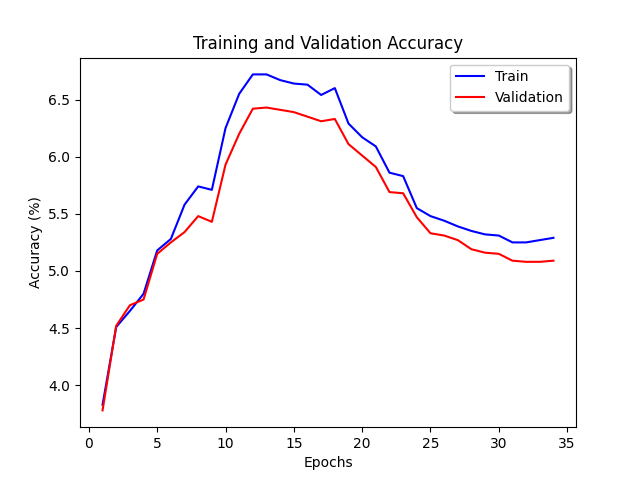 Training and Validation Accuracy
Train
Validation
Accuracy (%)
6.5
6.0
5.5
5.0
4.5
4.0
0 5 10 15 20 25 30 35
Epochs